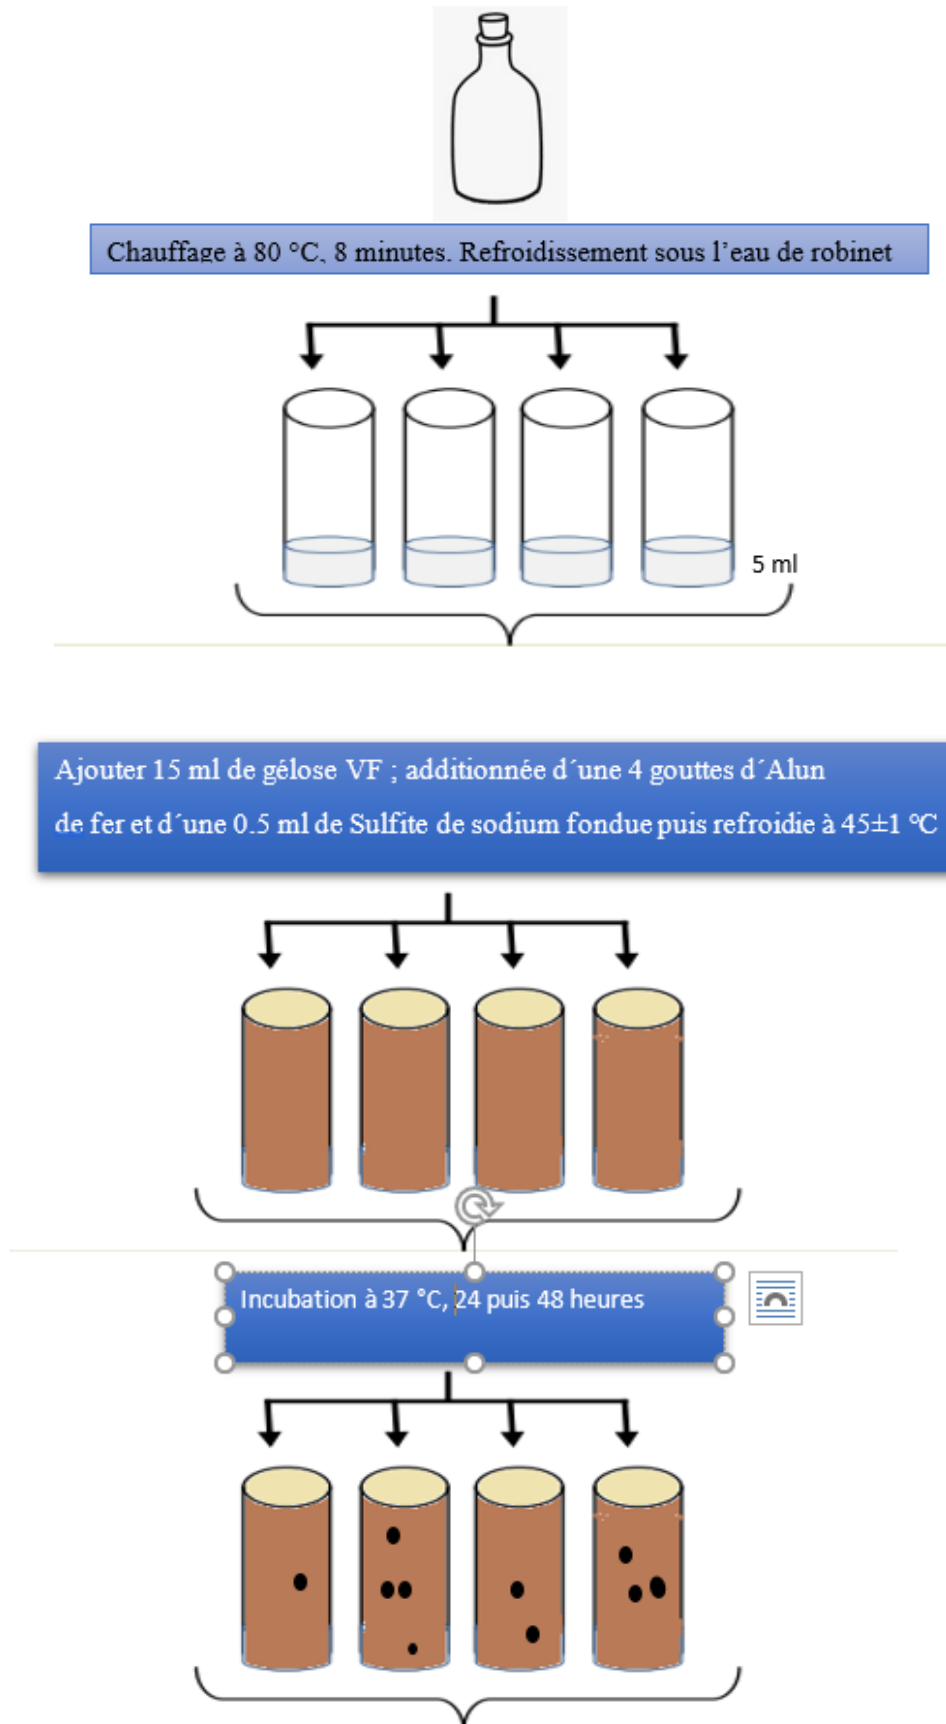 Chauffage à 80 °C, 8 minutes. Refroidissement sous l’eau de robinet
5 ml
Ajouter 15 ml de gélose VF ; additionnée d´une 4 gouttes d´Alun
de fer et d´une 0.5 ml de Sulfite de sodium fondue puis refroidie à 45±1 °C
Incubation à 37 °C, 24 puis 48 heures